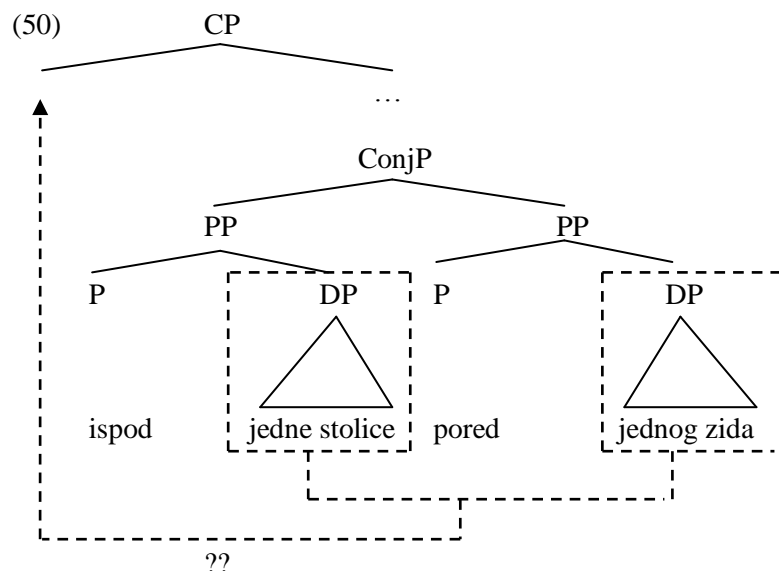 (50) CP
…
ConjP
PP PP
P DP P DP
ispod jedne stolice pored jednog zida
??